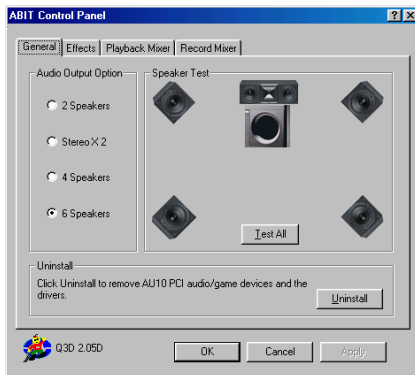 ABIT Control Panel
General Effects Playback Mixer Record Mixer
Audio Output Option
Speaker Test
2 Speakers
Stereo X 2
4 Speakers
6 Speakers
Test All
Uninstall
Click Uninstall to remove AU10 PCI audio/game devices and the
drivers.
Uninstall
Q3D 2.05D
OK Cancel Apply